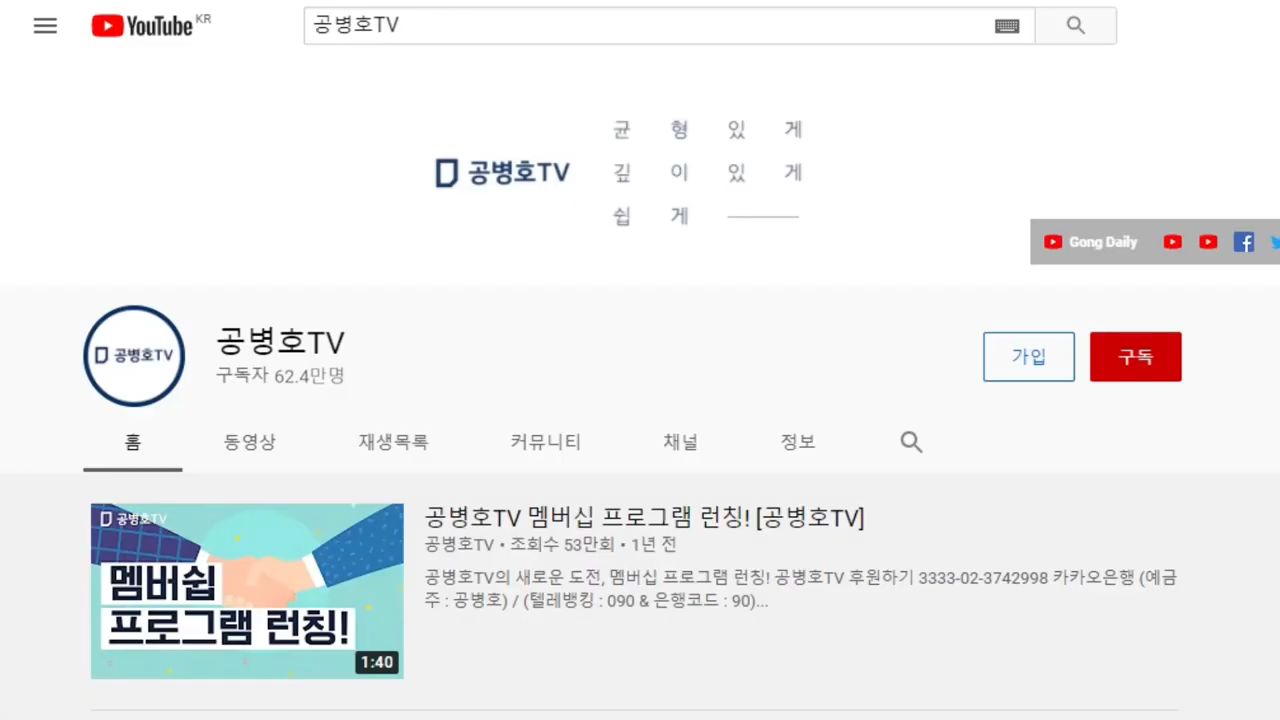 YouTube KR
공병호TV
균형있게
공병호TV 깊이있게
쉽게
Gong Daily
공병호TV
공병호TV
구독자 62.4만명
가입
구독
홈 동영상 재생목록 커뮤니티 채널 정보
공병호TV
멤버쉽
프로그램 런칭!
1:40
공병호TV 멤버십 프로그램 런칭! [공병호TV]
공병호TV • 조회수 53만회 • 1년 전
공병호TV의 새로운 도전, 멤버십 프로그램 런칭! 공병호TV 후원하기 3333-02-3742998 카카오은행 (예금
주 : 공병호) / (텔레뱅킹 : 090 & 은행코드 : 90)...